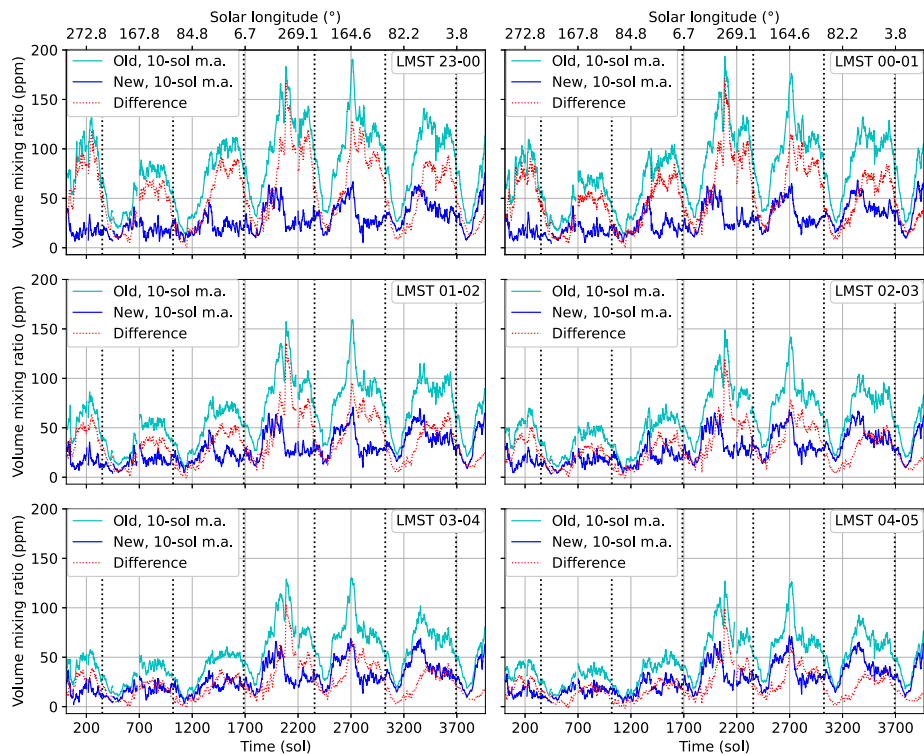 Solar longitude (°) Solar longitude (°)
272.8 167.8 84.8 6.7 269.1 164.6 82.2 3.8 272.8 167.8 84.8 6.7 269.1 164.6 82.2 3.8
Volume mixing ratio (ppm)
200
150
100
50
0
Old, 10-sol m.a.
New, 10-sol m.a.
Difference
LMST 23-00
Old, 10-sol m.a.
New, 10-sol m.a.
Difference
LMST 00-01
Volume mixing ratio (ppm)
200
150
100
50
0
Old, 10-sol m.a.
New, 10-sol m.a.
Difference
LMST 01-02
Old, 10-sol m.a.
New, 10-sol m.a.
Difference
LMST 02-03
Volume mixing ratio (ppm)
200
150
100
50
0
Old, 10-sol m.a.
New, 10-sol m.a.
Difference
LMST 03-04
Old, 10-sol m.a.
New, 10-sol m.a.
Difference
LMST 04-05
200 700 1200 1700 2200 2700 3200 3700 200 700 1200 1700 2200 2700 3200 3700
Time (sol) Time (sol)